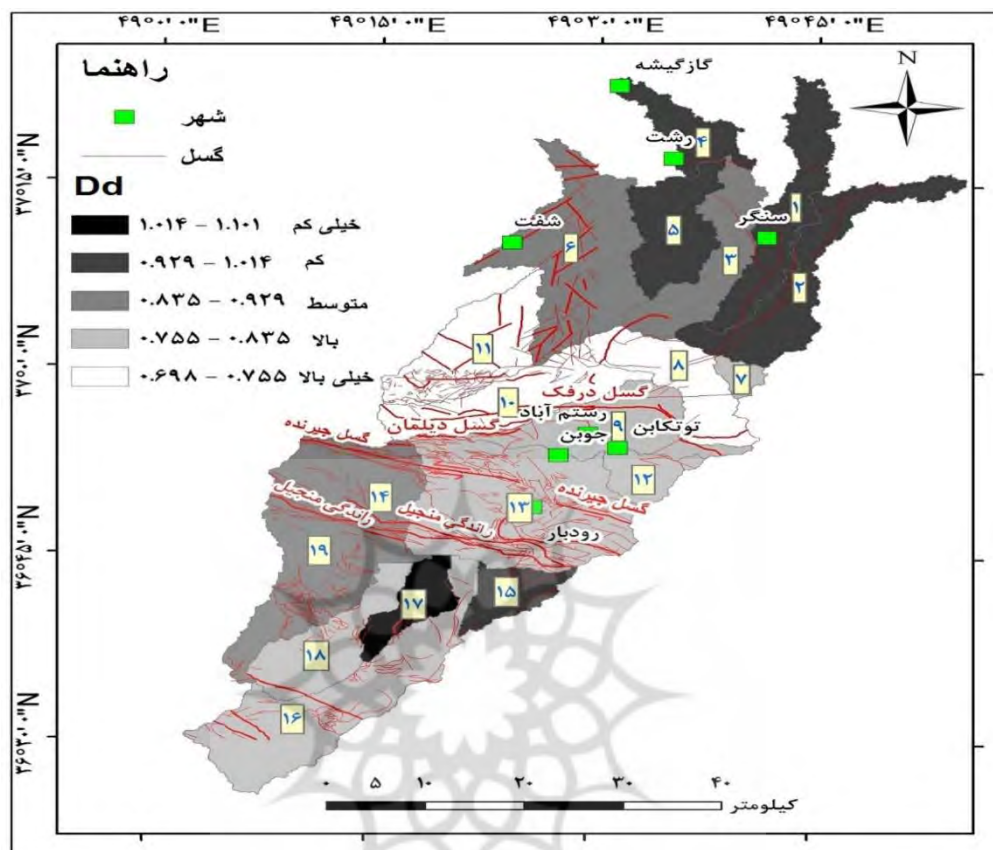 ۴۹°۰'۰"E ۴۹°۱۵'۰"E ۴۹°۳۰'۰"E ۴۹°۴۵'۰"E
راهنما
شهر
گسل
Dd
خیلی کم ۱.۰۱۴ – ۱.۱۰۱
کم ۰.۹۲۹ – ۱.۰۱۴
متوسط ۰.۸۳۵ – ۰.۹۲۹
بالا ۰.۷۵۵ – ۰.۸۳۵
خیلی بالا ۰.۶۹۸ – ۰.۷۵۵
N
گازگیشه
رشت
۴
۱
سنگر
۵
شفت
۶
۳
۲
۱۱
۸
۷
گسل درفک
۱۰
رستم آباد
۹
توتکابن
گسل دیلمان
جوبن
گسل جیرنده
۱۲
۱۴
۱۳
گسل جیرنده
راندگی منجیل
راندگی منجیل
رودبار
۱۹
۱۵
۱۷
۱۸
۱۶
۰ ۵ ۱۰ ۲۰ ۳۰ ۴۰
کیلومتر